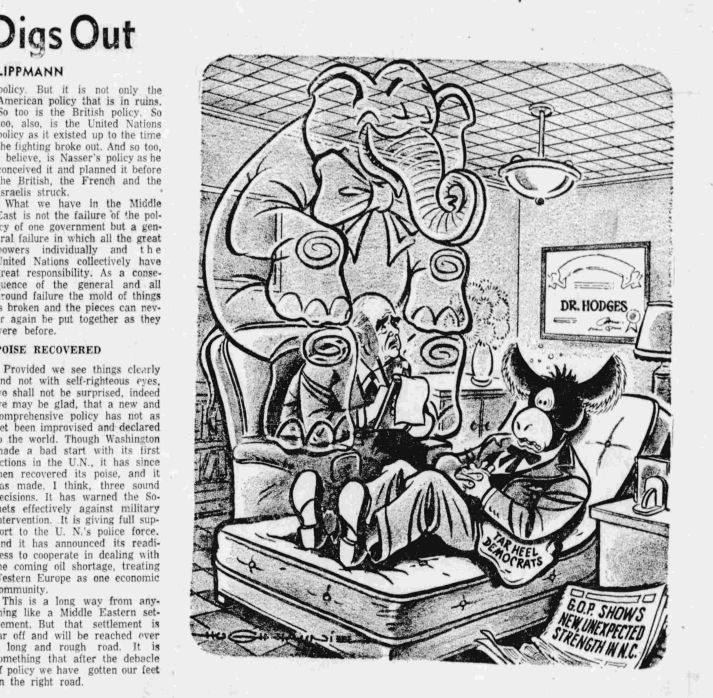 Digs Out
LIPPMANN
policy. But it is not only the
American policy that is in ruins.
So too is the British policy. So
too, also, is the United Nations
policy as it existed up to the time
the fighting broke out. And so too,
believe, is Nasser's policy as he
conceived it and planned it before
the British, the French and the
Israelis struck.
What we have in the Middle
East is not the failure of the pol-
icy of one government but a gen-
eral failure in which all the great
powers individually and the
United Nations collectively have
great responsibility. As a conse-
quence of the general and all
around failure the mold of things
is broken and the pieces can nev-
er again be put together as they
were before.
POISE RECOVERED
Provided we see things clearly
and not with self-righteous eyes,
we shall not be surprised, indeed
we may be glad, that a new and
comprehensive policy has not as
yet been improvised and declared
to the world. Though Washington
made a bad start with its first
actions in the U.N., it has since
then recovered its poise, and it
has made, I think, three sound
decisions. It has warned the So-
viets effectively against military
intervention. It is giving full sup-
port to the U. N.'s police force.
And it has announced its readi-
ness to cooperate in dealing with
the coming oil shortage, treating
Western Europe as one economic
community.
This is a long way from any-
thing like a Middle Eastern set-
tlement. But that settlement is
far off and will be reached over
long and rough road. It is
something that after the debacle
of policy we have gotten our feet
on the right road.
DR. HODGES
TAR HEEL
DEMOCRATS
G.O.P. SHOWS
NEW, UNEXPECTED
STRENGTH IN N.C.